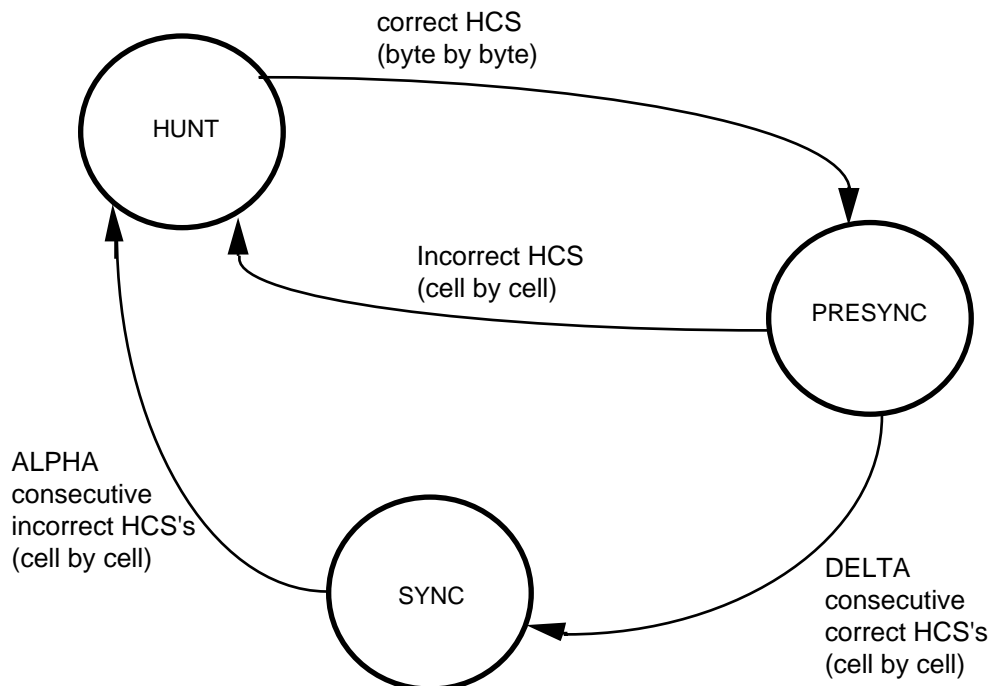 correct HCS
(byte by byte)
HUNT
Incorrect HCS
(cell by cell)
PRESYNC
ALPHA
consecutive
incorrect HCS's
(cell by cell)
SYNC
DELTA
consecutive
correct HCS's
(cell by cell)